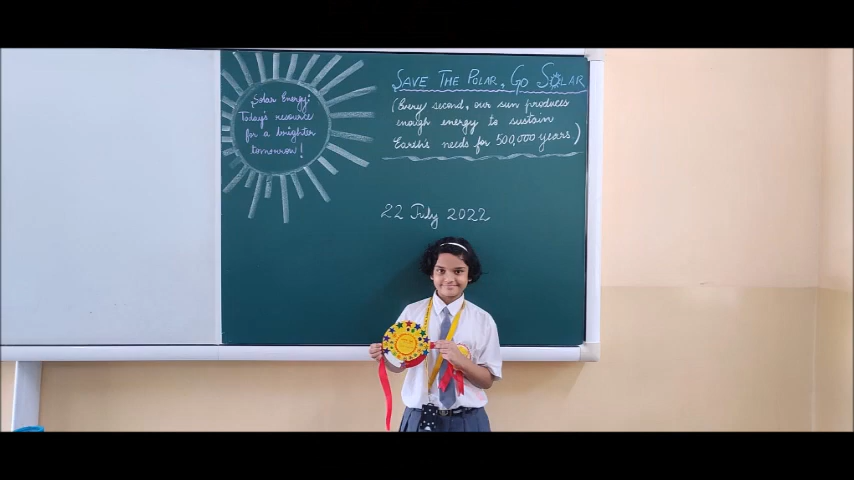 Solar Energy:
Today's resource
for a brighter
tomorrow!
SAVE THE POLAR, GO SOLAR
(Every second, our sun produces
enough energy to sustain
Earth's needs for 500,000 years)
22 July 2022